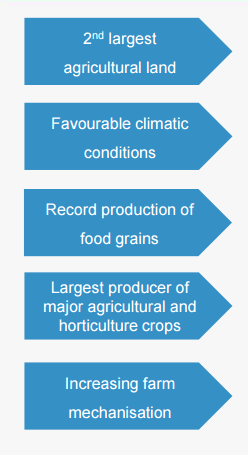 2nd largest
agricultural land
Favourable climatic
conditions
Record production of
food grains
Largest producer of
major agricultural and
horticulture crops
Increasing farm
mechanisation